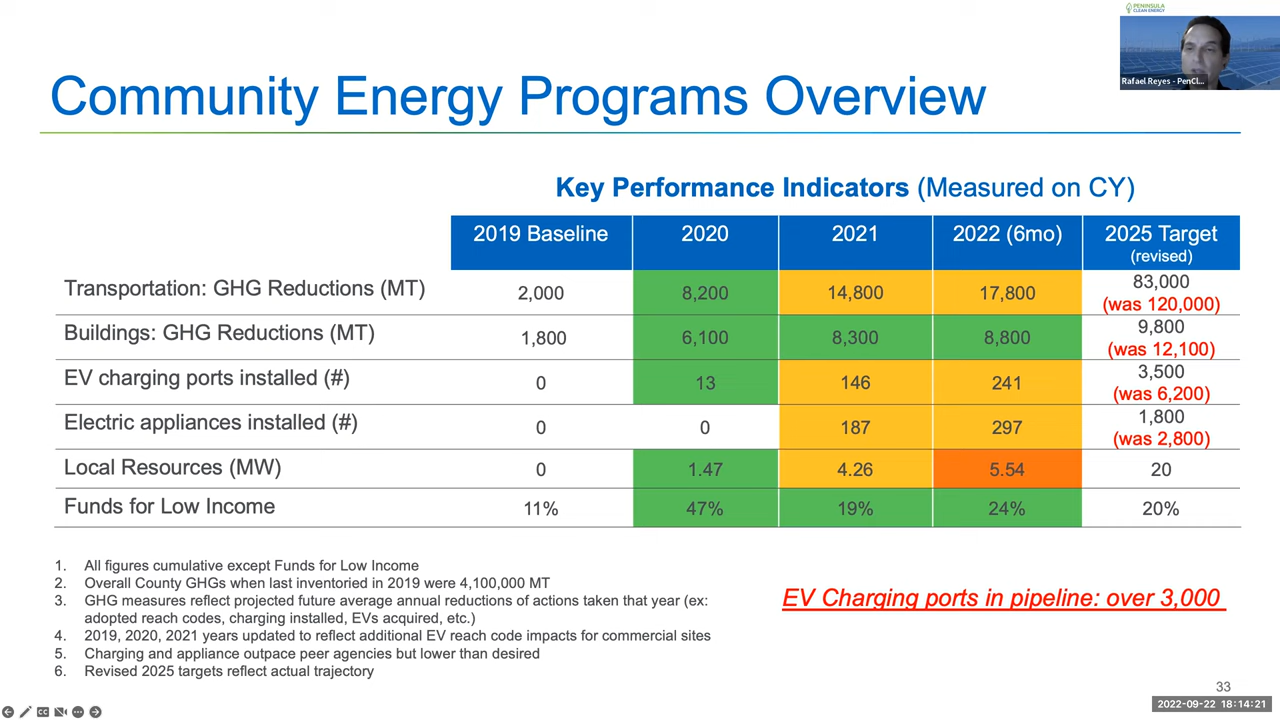 PENINSULA
CLEAN ENERGY
Rafael Reyes - PenCl...
Community Energy Programs Overview
Key Performance Indicators (Measured on CY)
2019 Baseline 2020 2021 2022 (6mo) 2025 Target
(revised)
Transportation: GHG Reductions (MT) 2,000 8,200 14,800 17,800 83,000
(was 120,000)
Buildings: GHG Reductions (MT) 1,800 6,100 8,300 8,800 9,800
(was 12,100)
EV charging ports installed (#) 0 13 146 241 3,500
(was 6,200)
Electric appliances installed (#) 0 0 187 297 1,800
(was 2,800)
Local Resources (MW) 0 1.47 4.26 5.54 20
Funds for Low Income 11% 47% 19% 24% 20%
1. All figures cumulative except Funds for Low Income
2. Overall County GHGs when last inventoried in 2019 were 4,100,000 MT
3. GHG measures reflect projected future average annual reductions of actions taken that year (ex:
adopted reach codes, charging installed, EVs acquired, etc.)
4. 2019, 2020, 2021 years updated to reflect additional EV reach code impacts for commercial sites
5. Charging and appliance outpace peer agencies but lower than desired
6. Revised 2025 targets reflect actual trajectory
EV Charging ports in pipeline: over 3,000
33
CC
2022-09-22 18:14:21